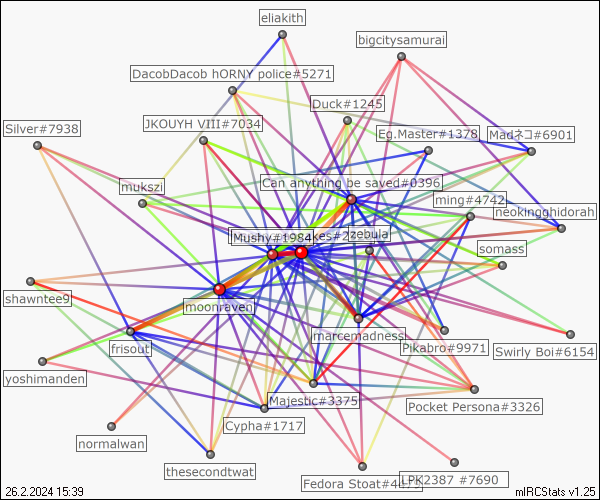 eliakith
bigcitysamurai
DacobDacob hORNY police#5271
Duck#1245
Silver#7938
JKOUYH VIII#7034
Eg.Master#1378
Madネコ#6901
mukszi
Can anything be saved#0396
ming#4742
neokingghidorah
Mushy#1984
kes#2
zebula
somass
shawntee9
moonraven
marcemadness
frisout
Pikabro#9971
Swirly Boi#6154
yoshimanden
Majestic#3375
Pocket Persona#3326
Cypha#1717
normalwan
thesecondtwat
Fedora Stoat#4
LPK2387 #7690
26.2.2024 15:39
mIRCStats v1.25